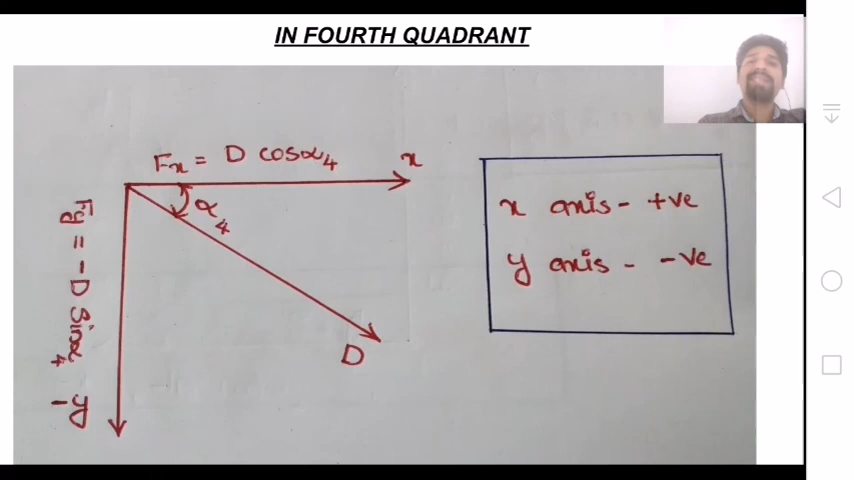 IN FOURTH QUADRANT
Fx = D cosα4
x
α4
Fy = -D Sinα4
-y
D
x axis - +ve
y axis - -ve